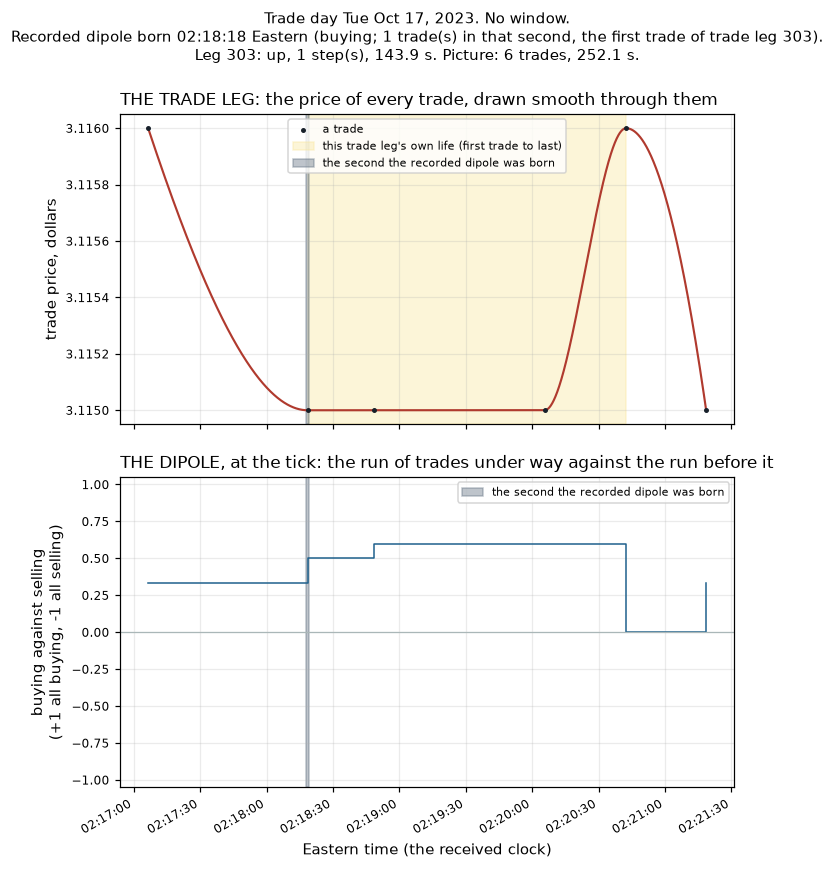 Trade day Tue Oct 17, 2023. No window.
Recorded dipole born 02:18:18 Eastern (buying; 1 trade(s) in that second, the first trade of trade leg 303).
Leg 303: up, 1 step(s), 143.9 s. Picture: 6 trades, 252.1 s.
THE TRADE LEG: the price of every trade, drawn smooth through them
a trade
this trade leg's own life (first trade to last)
the second the recorded dipole was born
trade price, dollars
3.1160
3.1158
3.1156
3.1154
3.1152
3.1150
THE DIPOLE, at the tick: the run of trades under way against the run before it
the second the recorded dipole was born
buying against selling
(+1 all buying, -1 all selling)
1.00
0.75
0.50
0.25
0.00
−0.25
−0.50
−0.75
−1.00
02:17:00
02:17:30
02:18:00
02:18:30
02:19:00
02:19:30
02:20:00
02:20:30
02:21:00
02:21:30
Eastern time (the received clock)